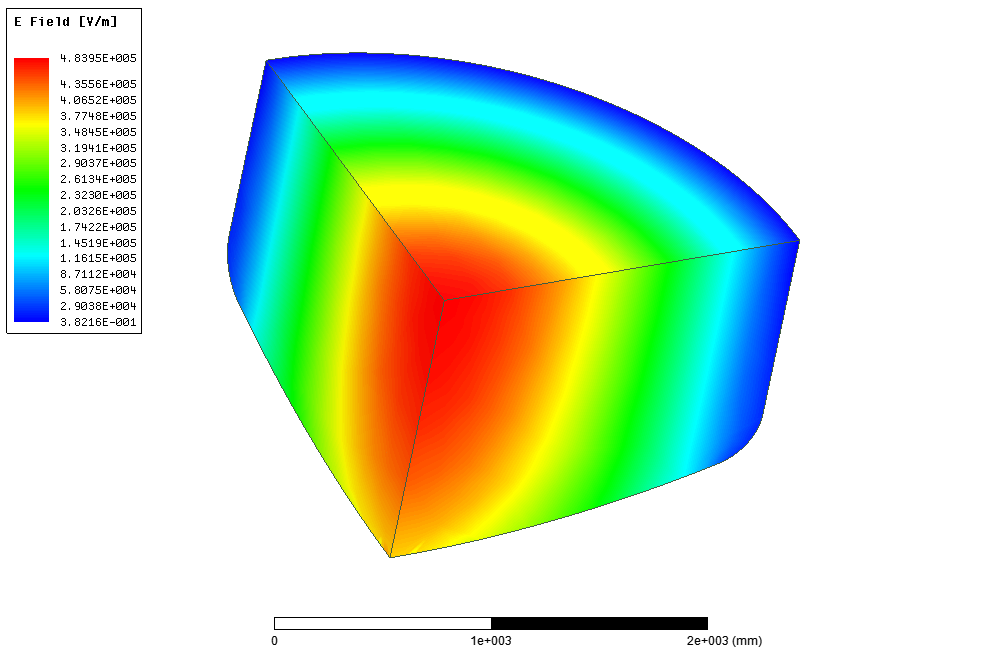 E Field [V/m]
4.8395E+005
4.3556E+005
4.0652E+005
3.7748E+005
3.4845E+005
3.1941E+005
2.9037E+005
2.6134E+005
2.3230E+005
2.0326E+005
1.7422E+005
1.4519E+005
1.1615E+005
8.7112E+004
5.8075E+004
2.9038E+004
3.8216E-001
0 1e+003 2e+003 (mm)